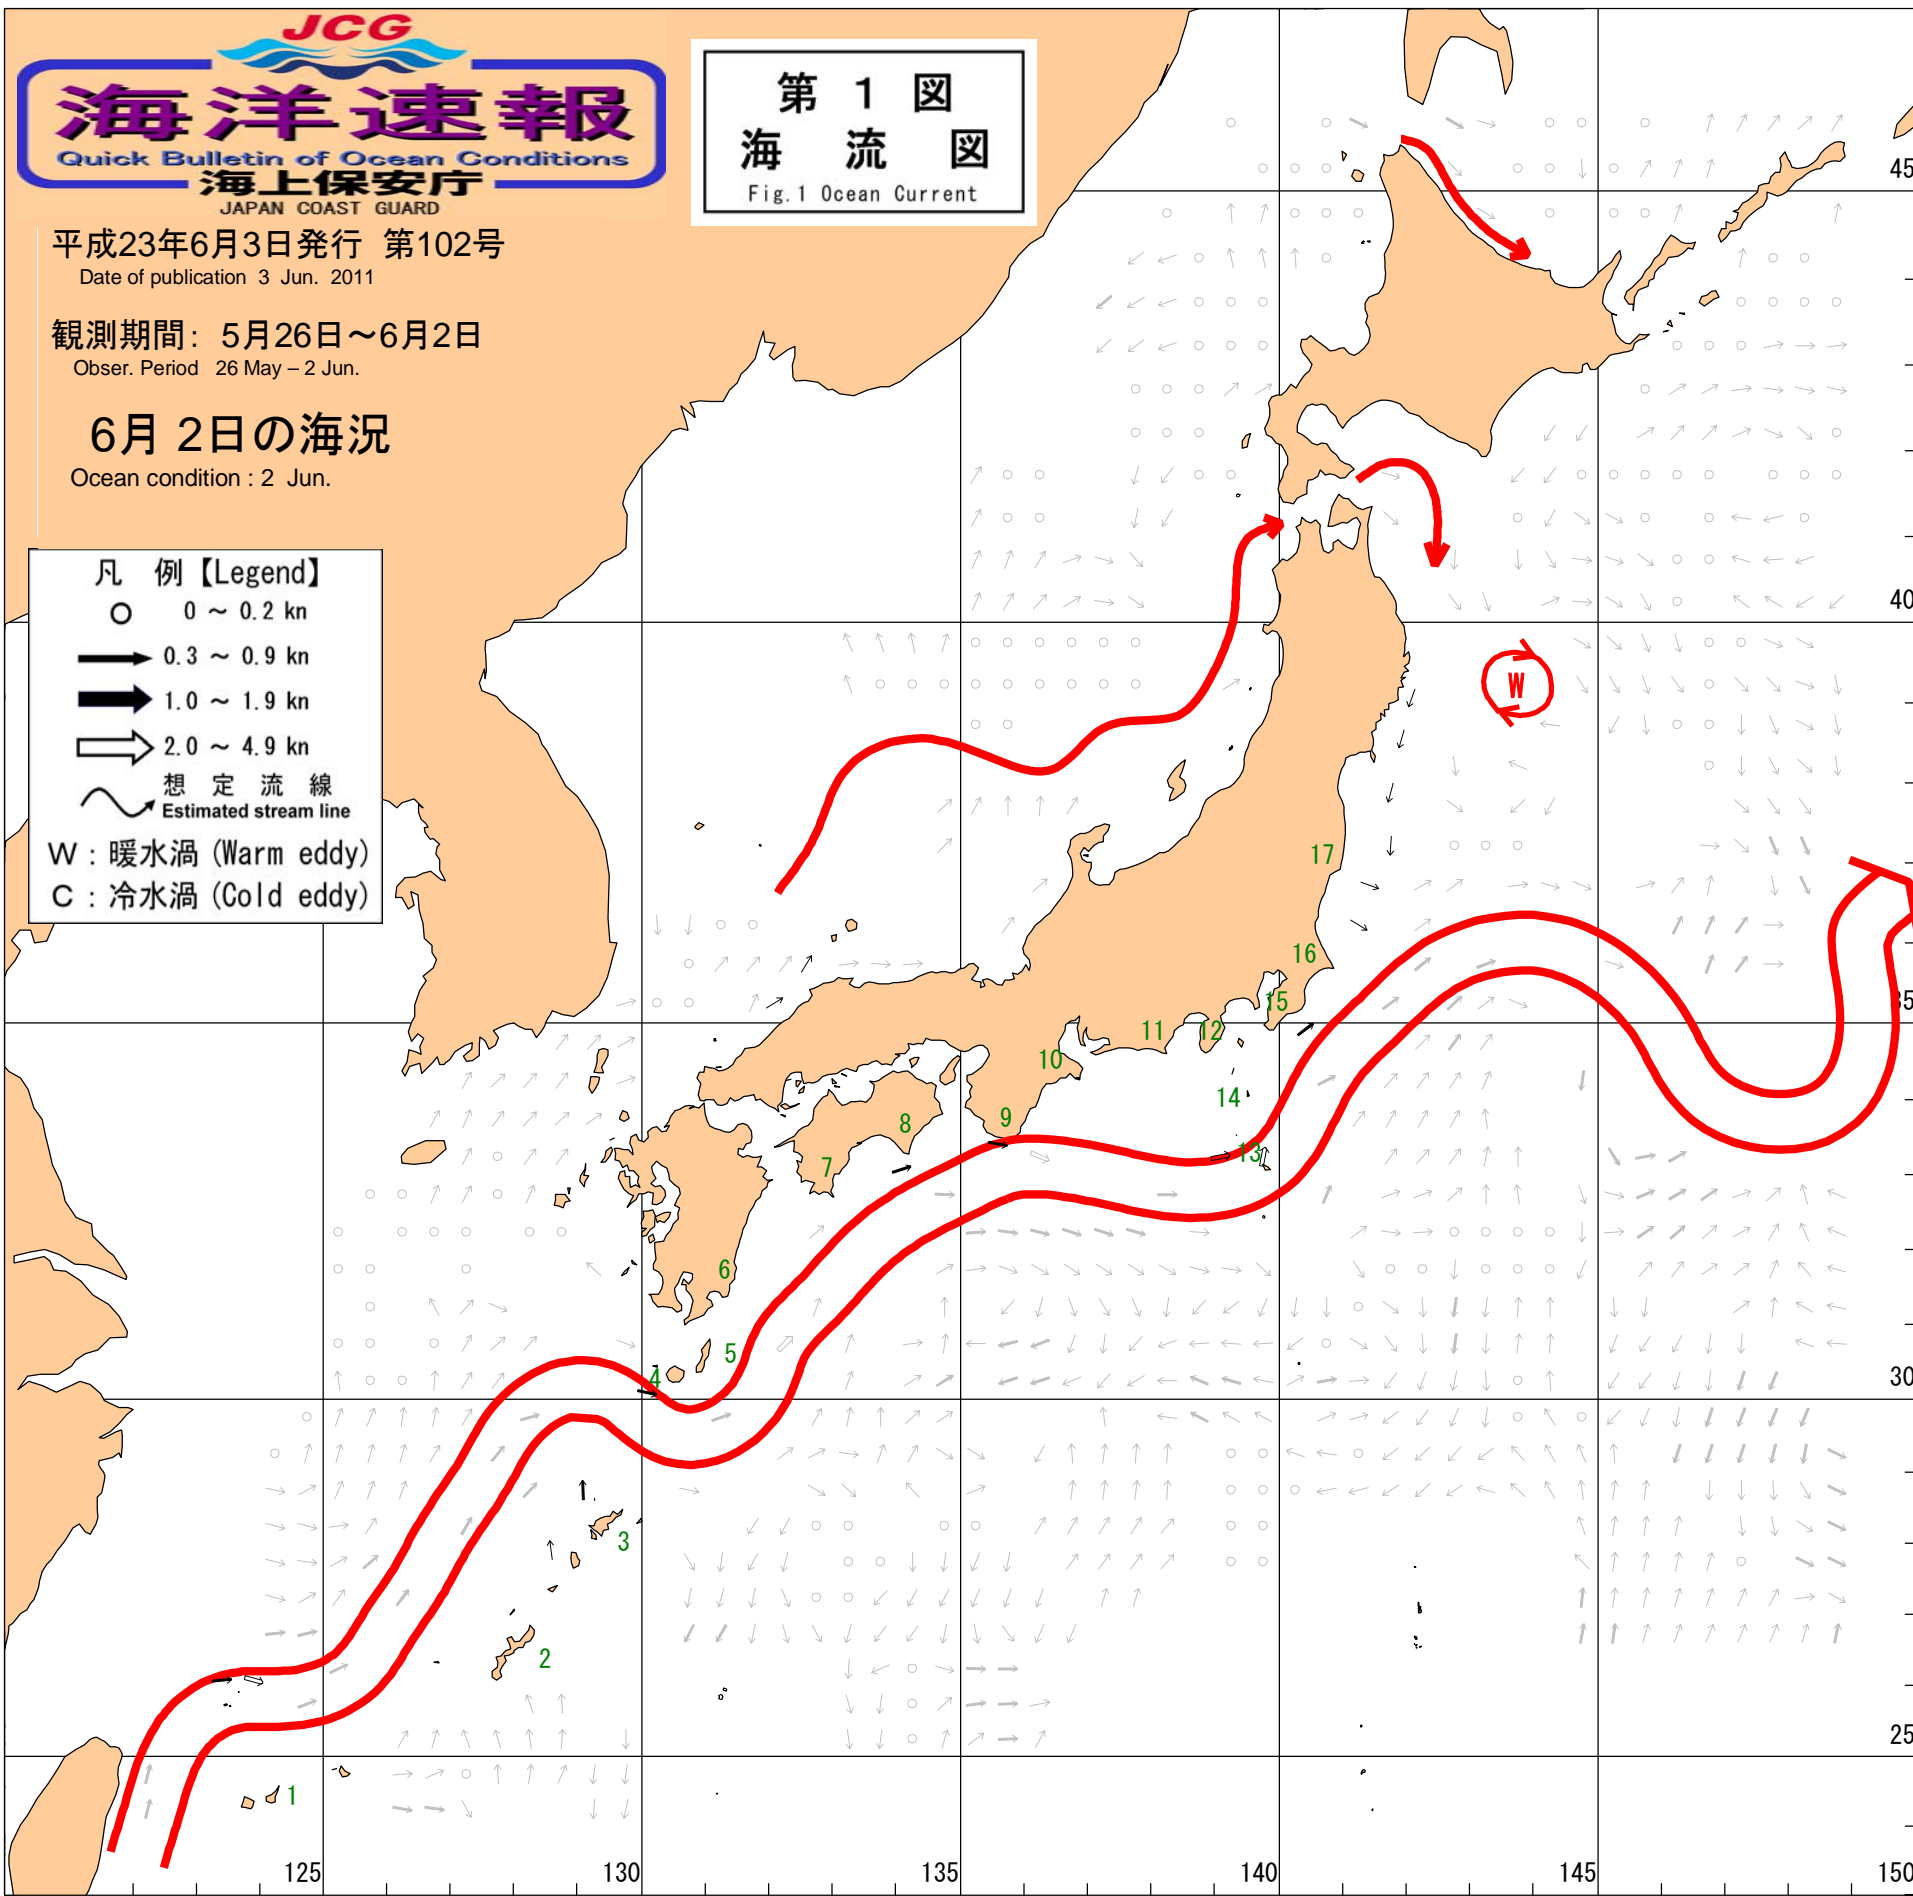 JCG
海洋速報
Quick Bulletin of Ocean Conditions
海上保安庁
JAPAN COAST GUARD
第 1 図
海 流 図
Fig.1 Ocean Current
平成23年6月3日発行 第102号
Date of publication 3 Jun. 2011
観測期間: 5月26日～6月2日
Obser. Period 26 May – 2 Jun.
6月 2日の海況
Ocean condition : 2 Jun.
凡 例【Legend】
0 ～ 0.2 kn
0.3 ～ 0.9 kn
1.0 ～ 1.9 kn
2.0 ～ 4.9 kn
想 定 流 線
Estimated stream line
W : 暖水渦 (Warm eddy)
C : 冷水渦 (Cold eddy)
45
40
W
17
16
35
15
12
11
10
14
9
8
13
7
6
5
4
30
3
2
25
1
125
130
135
140
145
150